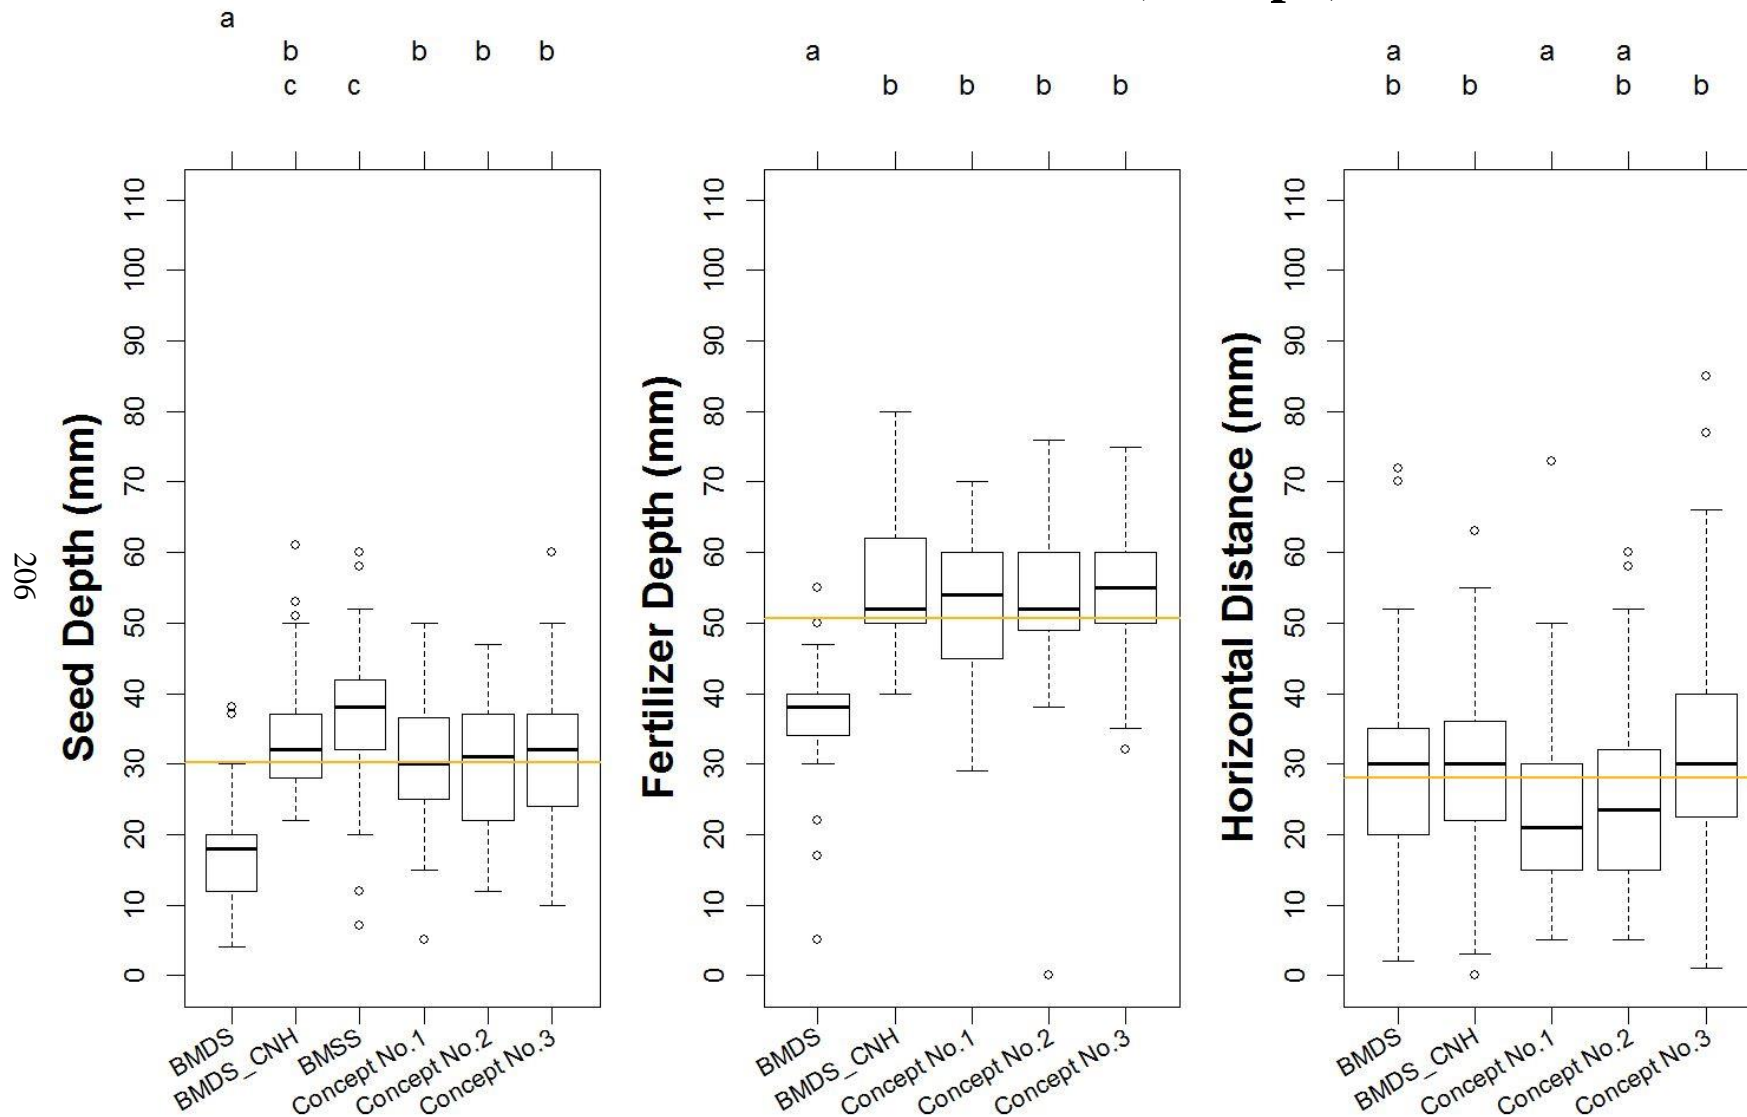 a
b b b b
c c
a
b b b b
a a a
b b b b
206
Seed Depth (mm)
110
100
90
80
70
60
50
40
30
20
10
0
BMDS
BMDS_CNH
BMSS
Concept No.1
Concept No.2
Concept No.3
Fertilizer Depth (mm)
110
100
90
80
70
60
50
40
30
20
10
0
BMDS
BMDS_CNH
Concept No.1
Concept No.2
Concept No.3
Horizontal Distance (mm)
110
100
90
80
70
60
50
40
30
20
10
0
BMDS
BMDS_CNH
Concept No.1
Concept No.2
Concept No.3